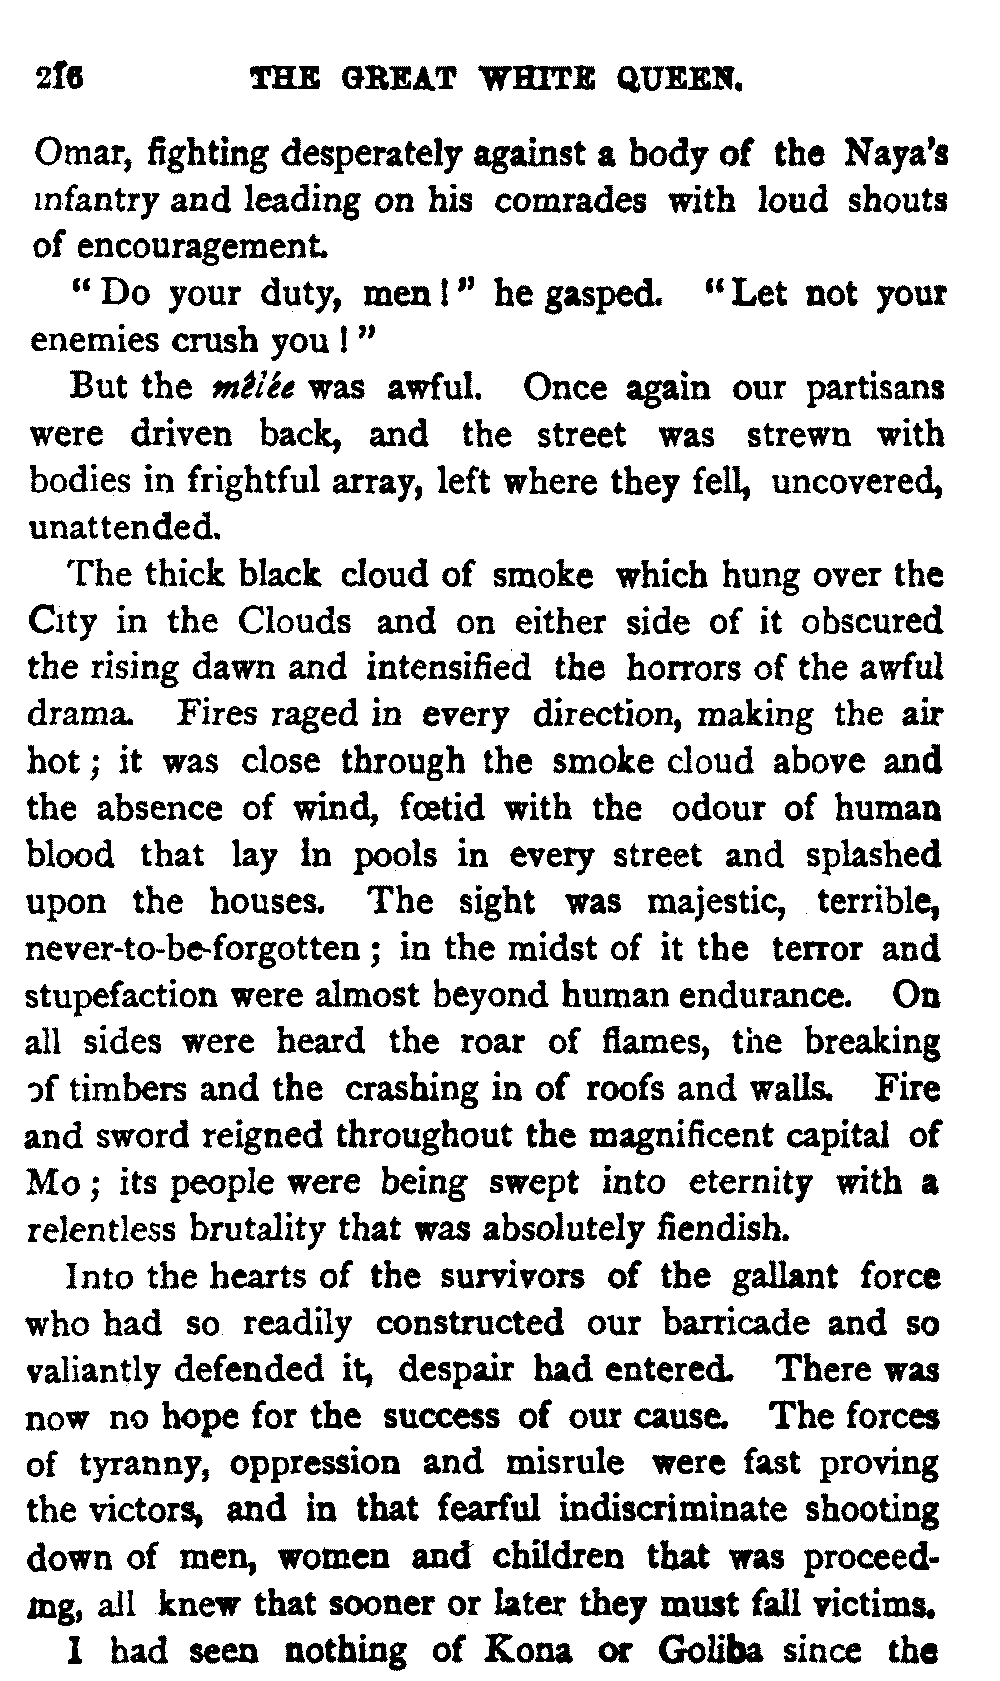 216 THE GREAT WHITE QUEEN.
Omar, fighting desperately against a body of the Naya's
infantry and leading on his comrades with loud shouts
of encouragement.
"Do your duty, men!" he gasped. "Let not your
enemies crush you!"
But the mêlée was awful. Once again our partisans
were driven back, and the street was strewn with
bodies in frightful array, left where they fell, uncovered,
unattended.
The thick black cloud of smoke which hung over the
City in the Clouds and on either side of it obscured
the rising dawn and intensified the horrors of the awful
drama. Fires raged in every direction, making the air
hot; it was close through the smoke cloud above and
the absence of wind, fœtid with the odour of human
blood that lay in pools in every street and splashed
upon the houses. The sight was majestic, terrible,
never-to-be-forgotten; in the midst of it the terror and
stupefaction were almost beyond human endurance. On
all sides were heard the roar of flames, the breaking
of timbers and the crashing in of roofs and walls. Fire
and sword reigned throughout the magnificent capital of
Mo; its people were being swept into eternity with a
relentless brutality that was absolutely fiendish.
Into the hearts of the survivors of the gallant force
who had so readily constructed our barricade and so
valiantly defended it, despair had entered. There was
now no hope for the success of our cause. The forces
of tyranny, oppression and misrule were fast proving
the victors, and in that fearful indiscriminate shooting
down of men, women and children that was proceed-
ing, all knew that sooner or later they must fall victims.
I had seen nothing of Kona or Goliba since the